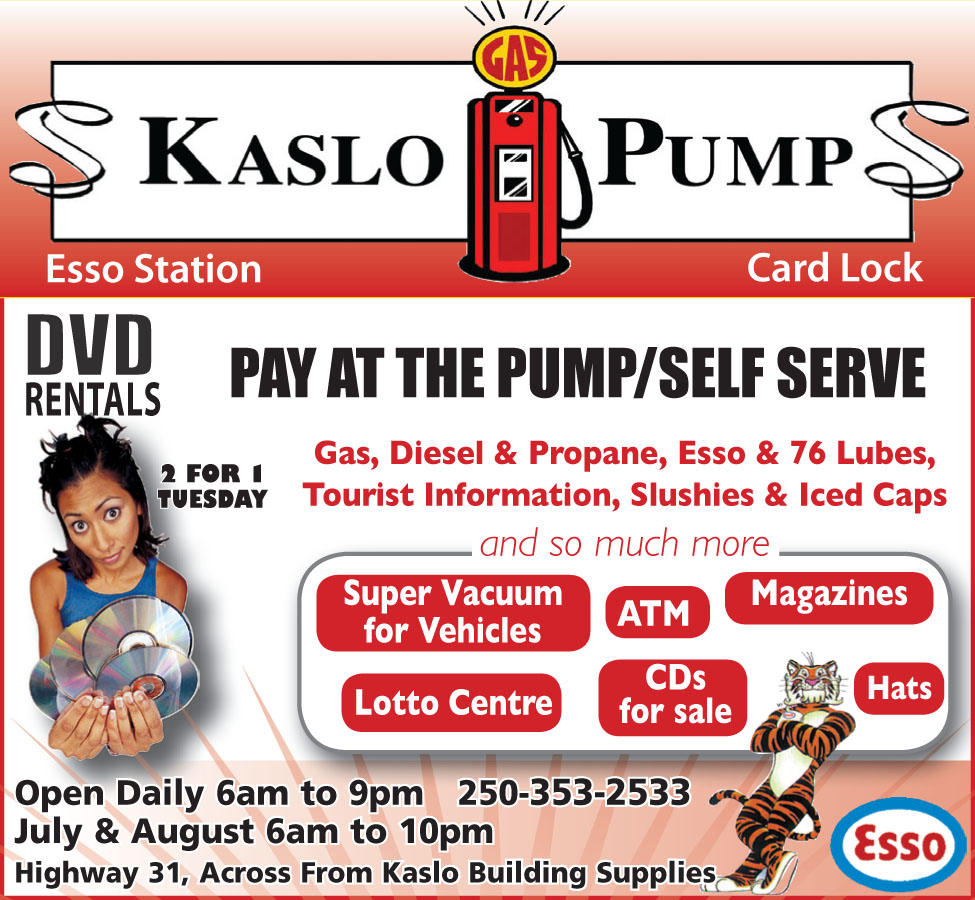 GAS
KASLO PUMP
Esso Station
Card Lock
DVD
RENTALS
PAY AT THE PUMP/SELF SERVE
2 FOR 1
TUESDAY
Gas, Diesel & Propane, Esso & 76 Lubes,
Tourist Information, Slushies & Iced Caps
and so much more
Super Vacuum
for Vehicles
ATM
Magazines
Lotto Centre
CDs
for sale
Hats
Open Daily 6am to 9pm 250-353-2533
July & August 6am to 10pm
Highway 31, Across From Kaslo Building Supplies
Esso